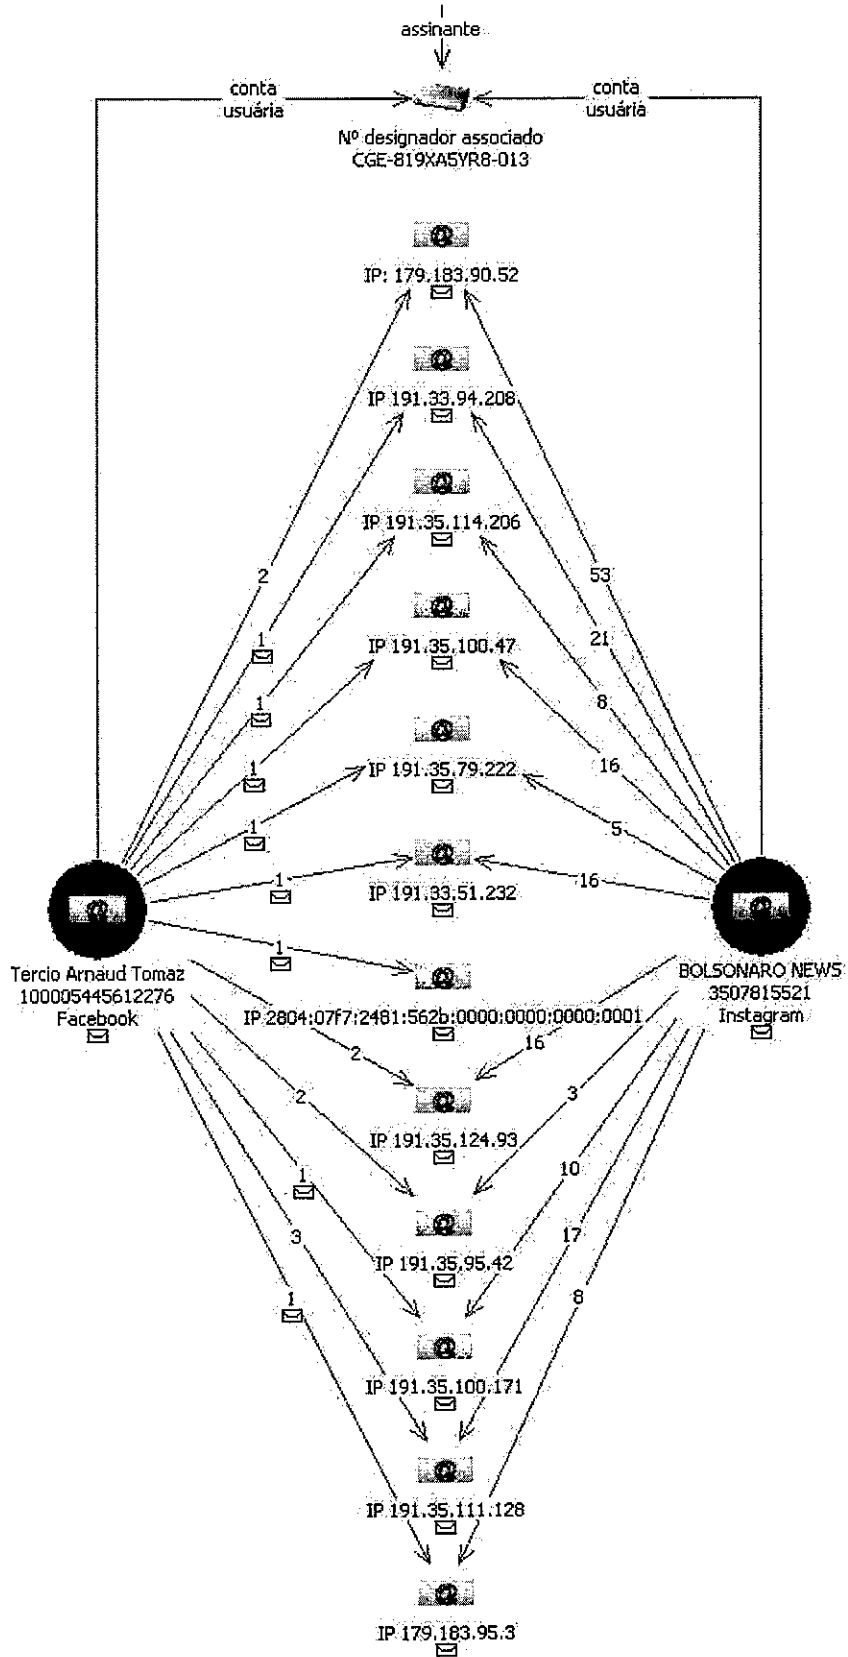 assinante
conta
usuária
conta
usuária
Nº designador associado
CGE-819XA5YR8-013
IP: 179.183.90.52
IP 191.33.94.208
IP 191.35.114.206
2
53
1
21
IP 191.35.100.47
1
8
1
16
IP 191.35.79.222
1
5
1
16
IP 191.33.51.232
1
Tercio Arnaud Tomaz
100005445612276
Facebook
BOLSONARO NEWS
3507815521
Instagram
IP 2804:07f7:2481:562b:0000:0000:0000:0001
2
16
2
3
IP 191.35.124.93
1
10
3
17
IP 191.35.95.42
1
8
IP 191.35.100.171
IP 191.35.111.128
IP 179.183.95.3